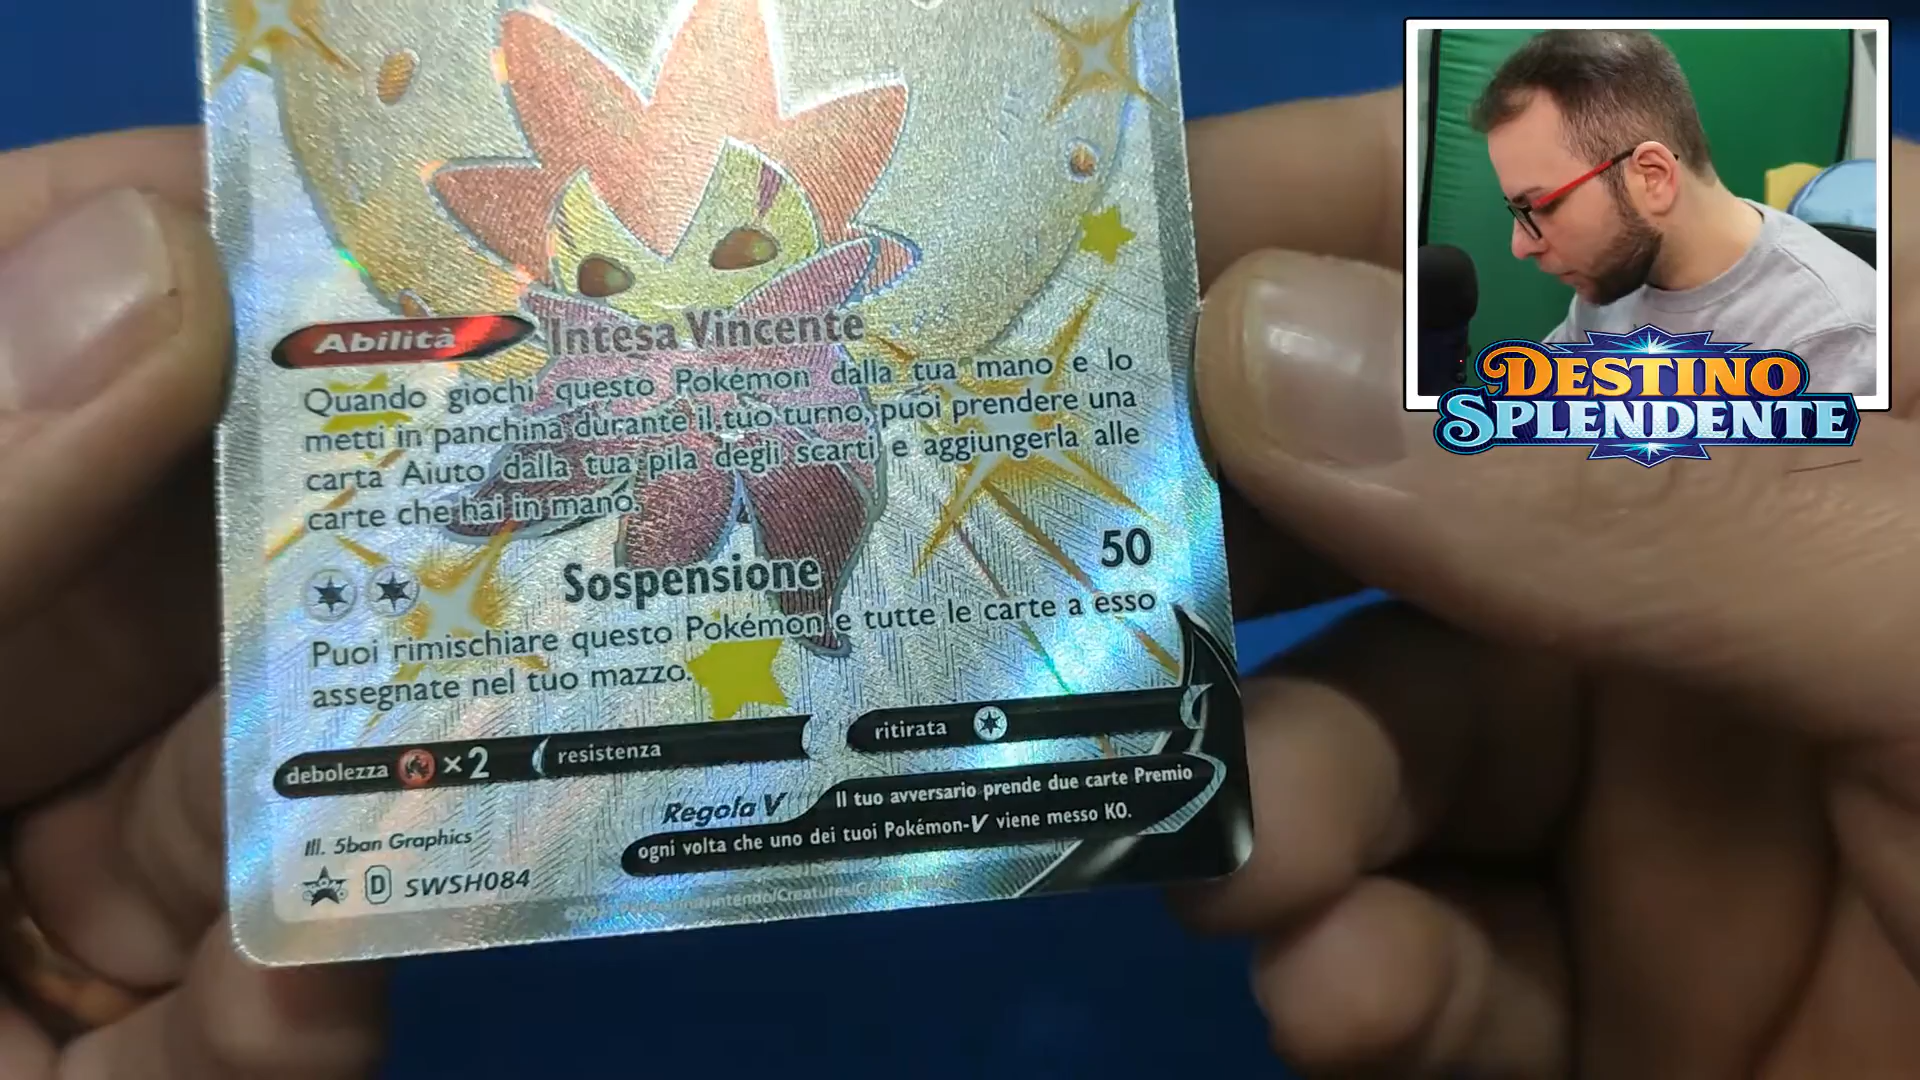 Abilità Intesa Vincente
Quando giochi questo Pokémon dalla tua mano e lo
metti in panchina durante il tuo turno, puoi prendere una
carta Aiuto dalla tua pila degli scarti e aggiungerla alle
carte che hai in mano.
Sospensione 50
Puoi rimischiare questo Pokémon e tutte le carte a esso
assegnate nel tuo mazzo.
debolezza ×2 resistenza ritirata
Regola V Il tuo avversario prende due carte Premio
ogni volta che uno dei tuoi Pokémon-V viene messo KO.
Ill. 5ban Graphics
D SWSH084
Nintendo/Creatures/GAME FREAK
DESTINO
SPLENDENTE